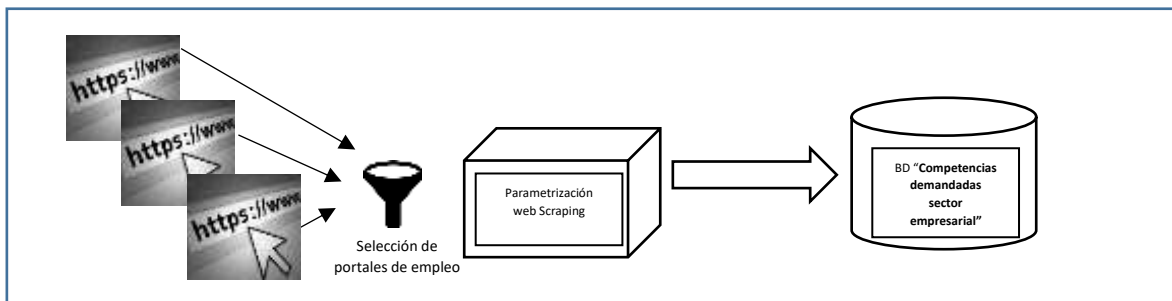 https://www
https://www
https://www
Selección de
portales de empleo
Parametrización
web Scraping
BD “Competencias
demandadas
sector
empresarial”